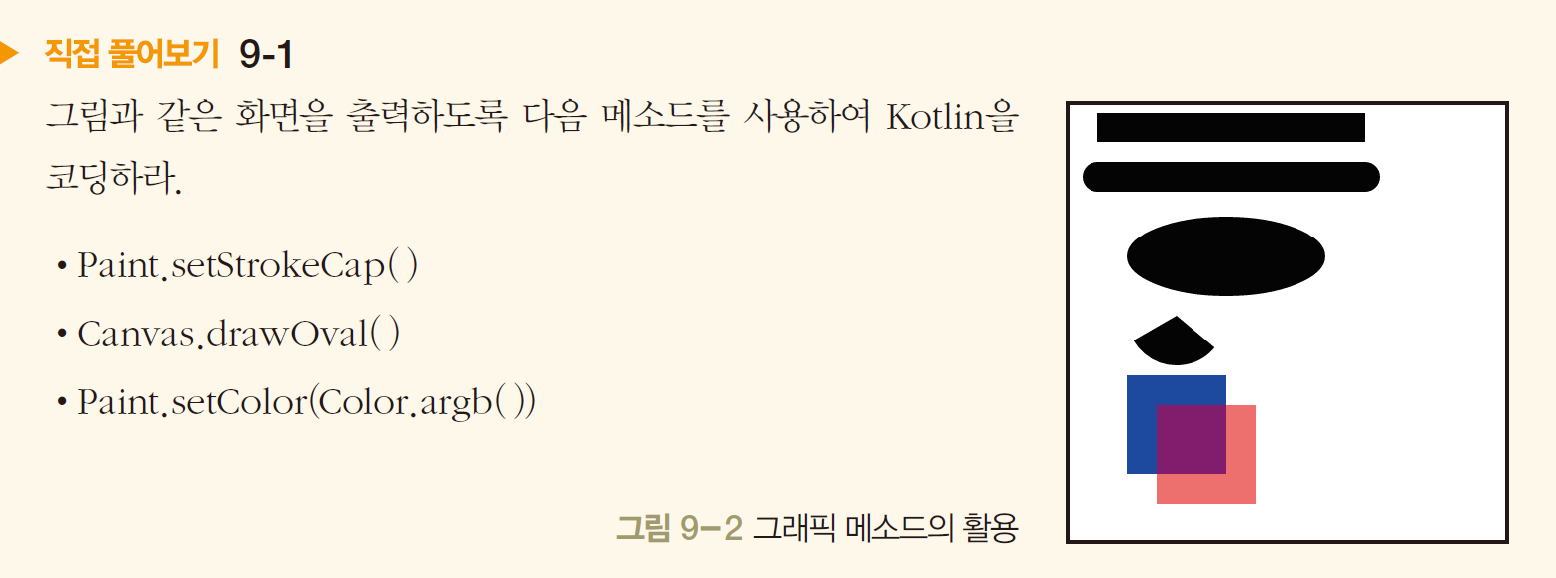 직접 풀어보기 9-1
그림과 같은 화면을 출력하도록 다음 메소드를 사용하여 Kotlin을
코딩하라.
• Paint.setStrokeCap( )
• Canvas.drawOval( )
• Paint.setColor(Color.argb( ))
그림 9-2 그래픽 메소드의 활용